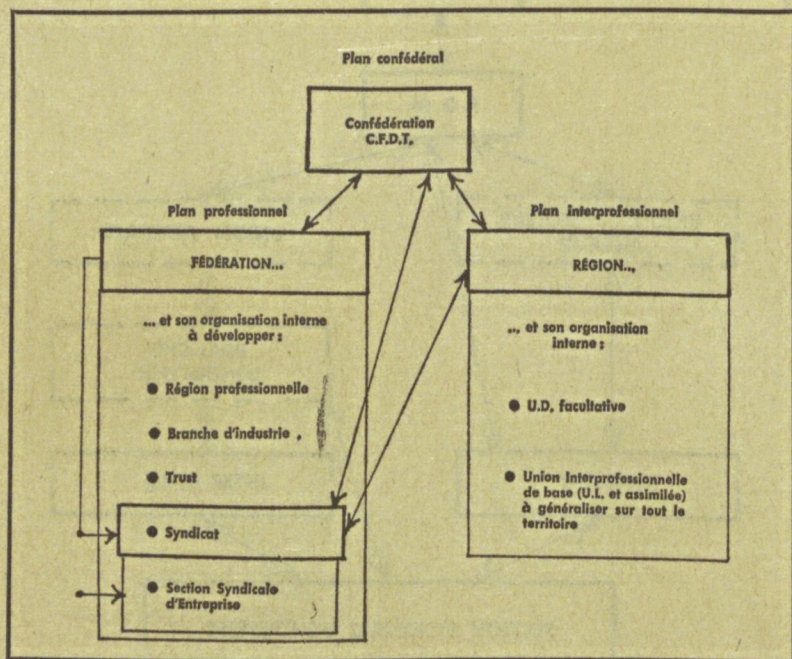 Plan confédéral
Confédération
C.F.D.T.
Plan professionnel
FÉDÉRATION...
... et son organisation interne
à développer :
● Région professionnelle
● Branche d'industrie .
● Trust
● Syndicat
● Section Syndicale
d'Entreprise
Plan interprofessionnel
RÉGION...
... et son organisation
interne :
● U.D. facultative
● Union Interprofessionnelle
de base (U.L. et assimilée)
à généraliser sur tout le
territoire